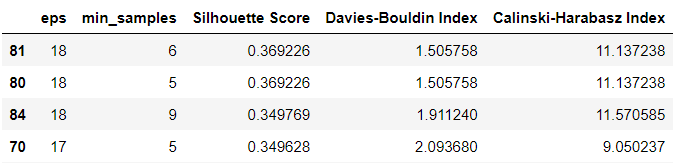 eps min_samples Silhouette Score Davies-Bouldin Index Calinski-Harabasz Index
81 18 6 0.369226 1.505758 11.137238
80 18 5 0.369226 1.505758 11.137238
84 18 9 0.349769 1.911240 11.570585
70 17 5 0.349628 2.093680 9.050237